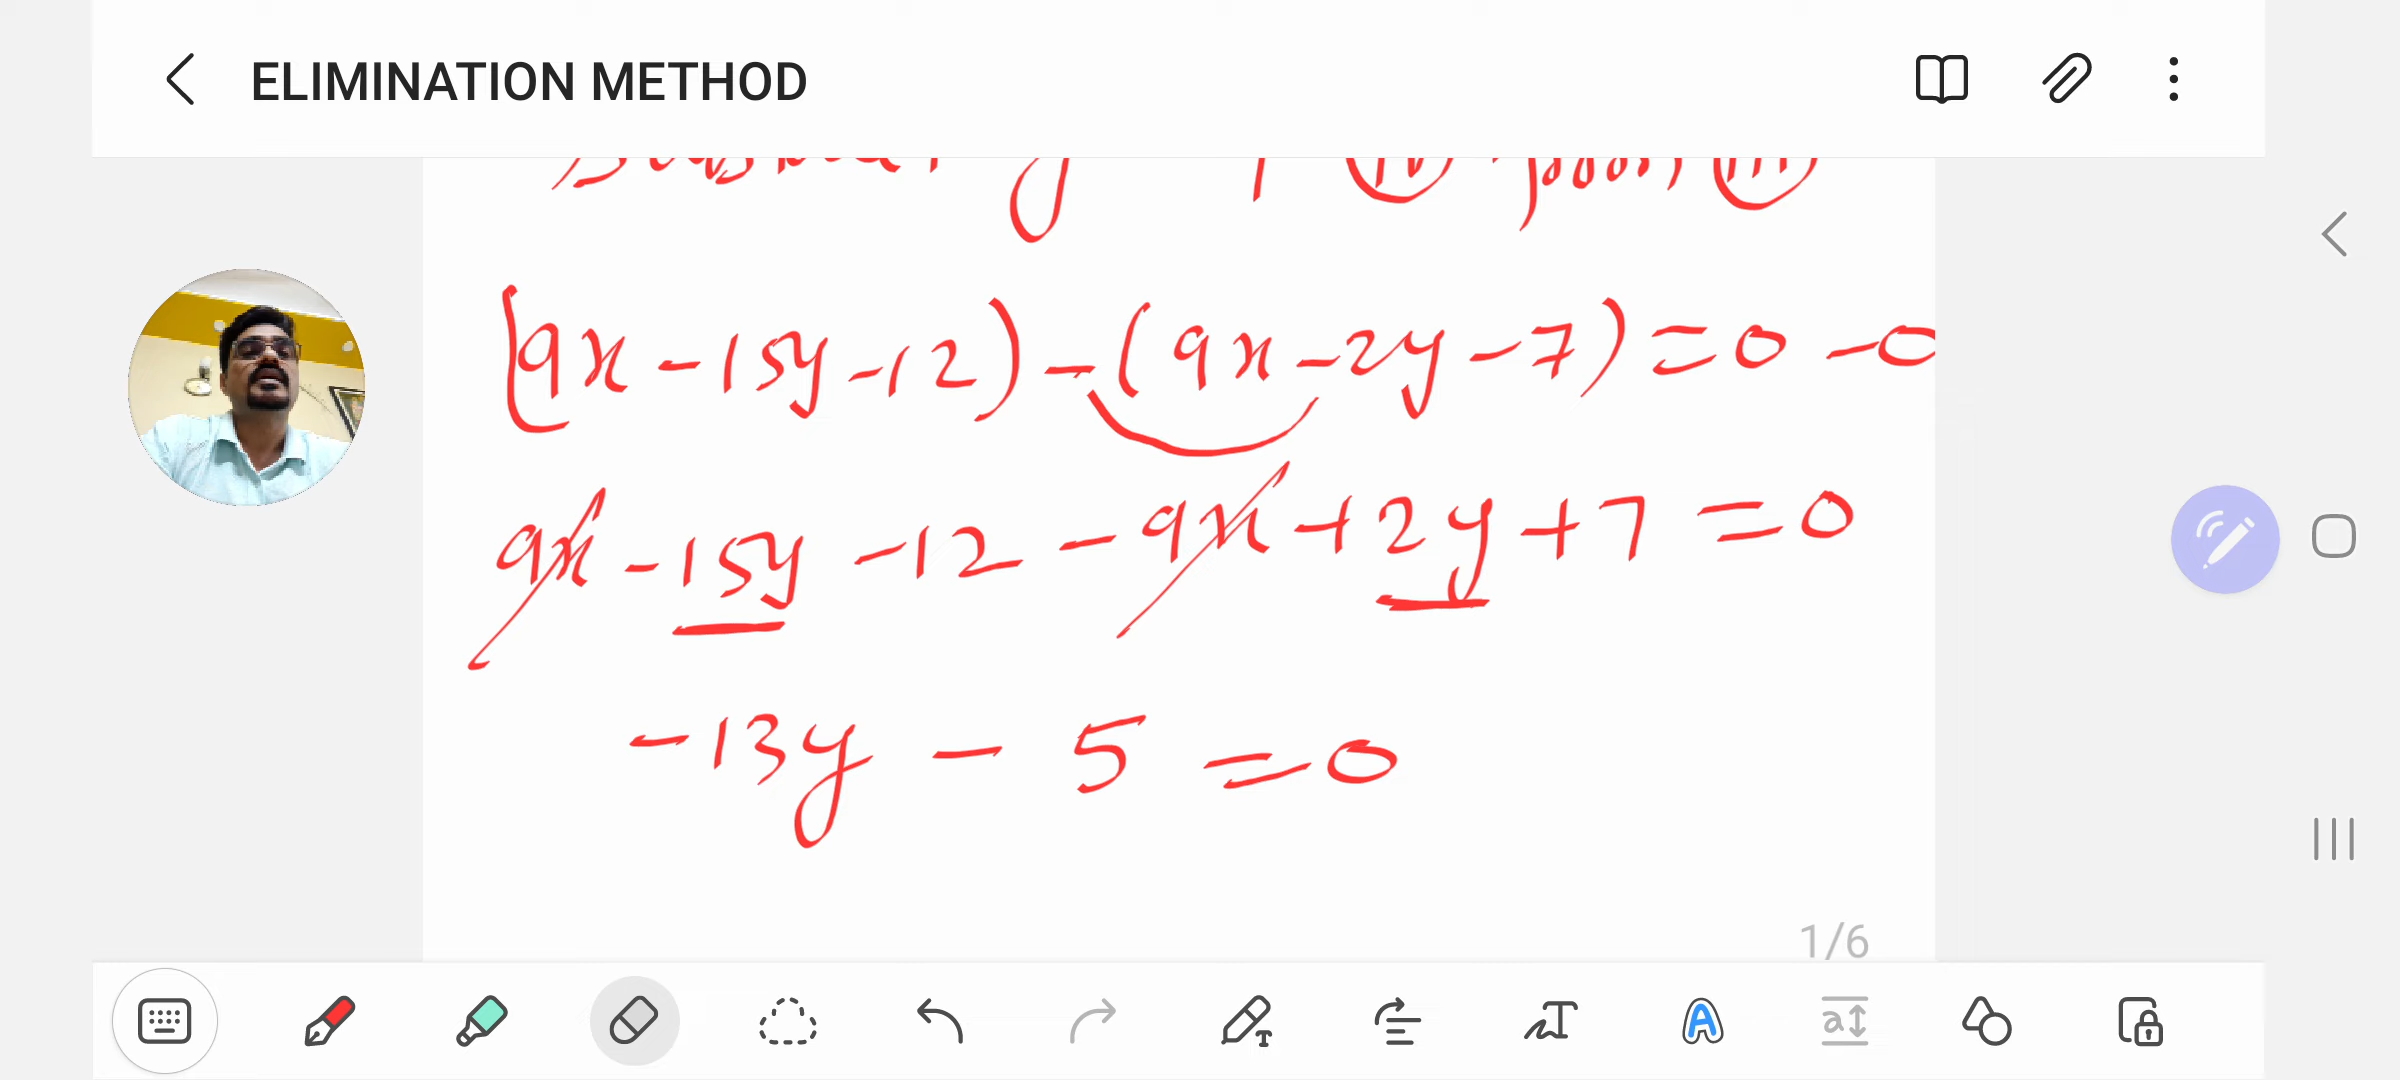 ELIMINATION METHOD
(9x - 15y - 12) - (9x - 2y - 7) = 0 - 0
9x - 15y - 12 - 9x + 2y + 7 = 0
-13y - 5 = 0
1/6